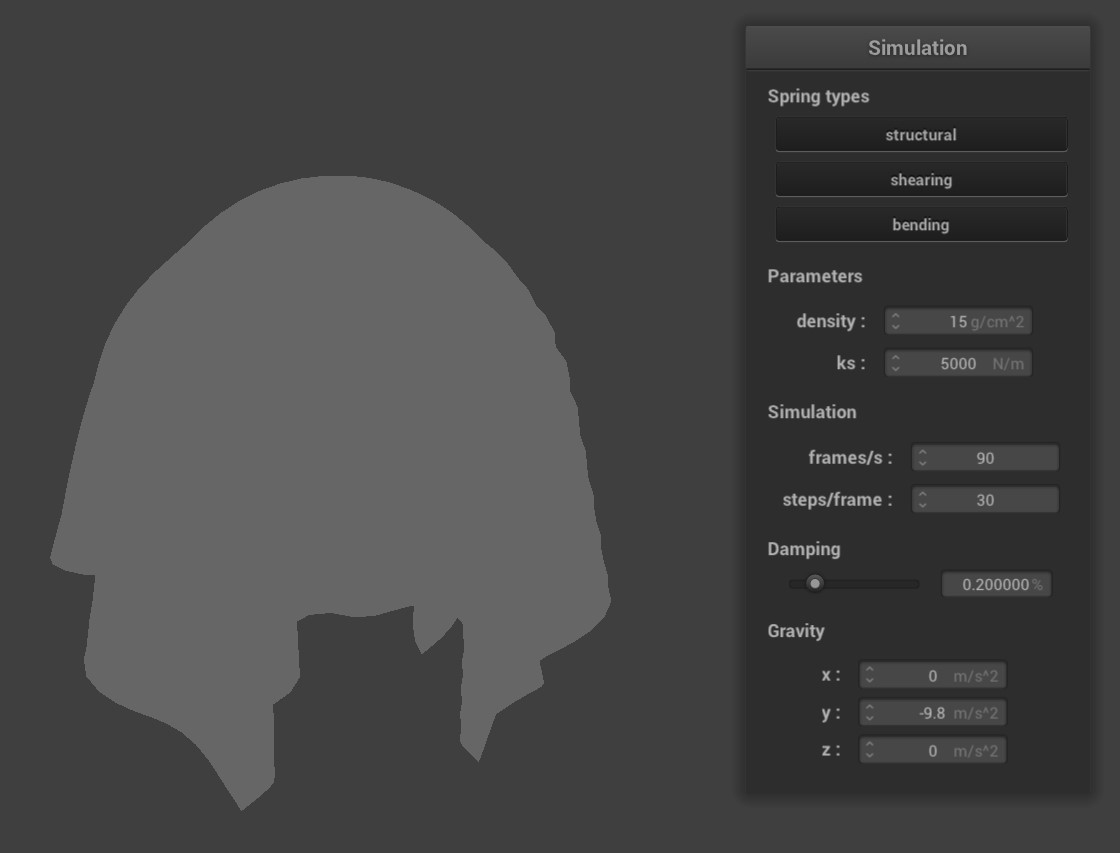 Simulation
Spring types
structural
shearing
bending
Parameters
density : 15 g/cm^2
ks : 5000 N/m
Simulation
frames/s : 90
steps/frame : 30
Damping
0.200000 %
Gravity
x : 0 m/s^2
y : -9.8 m/s^2
z : 0 m/s^2